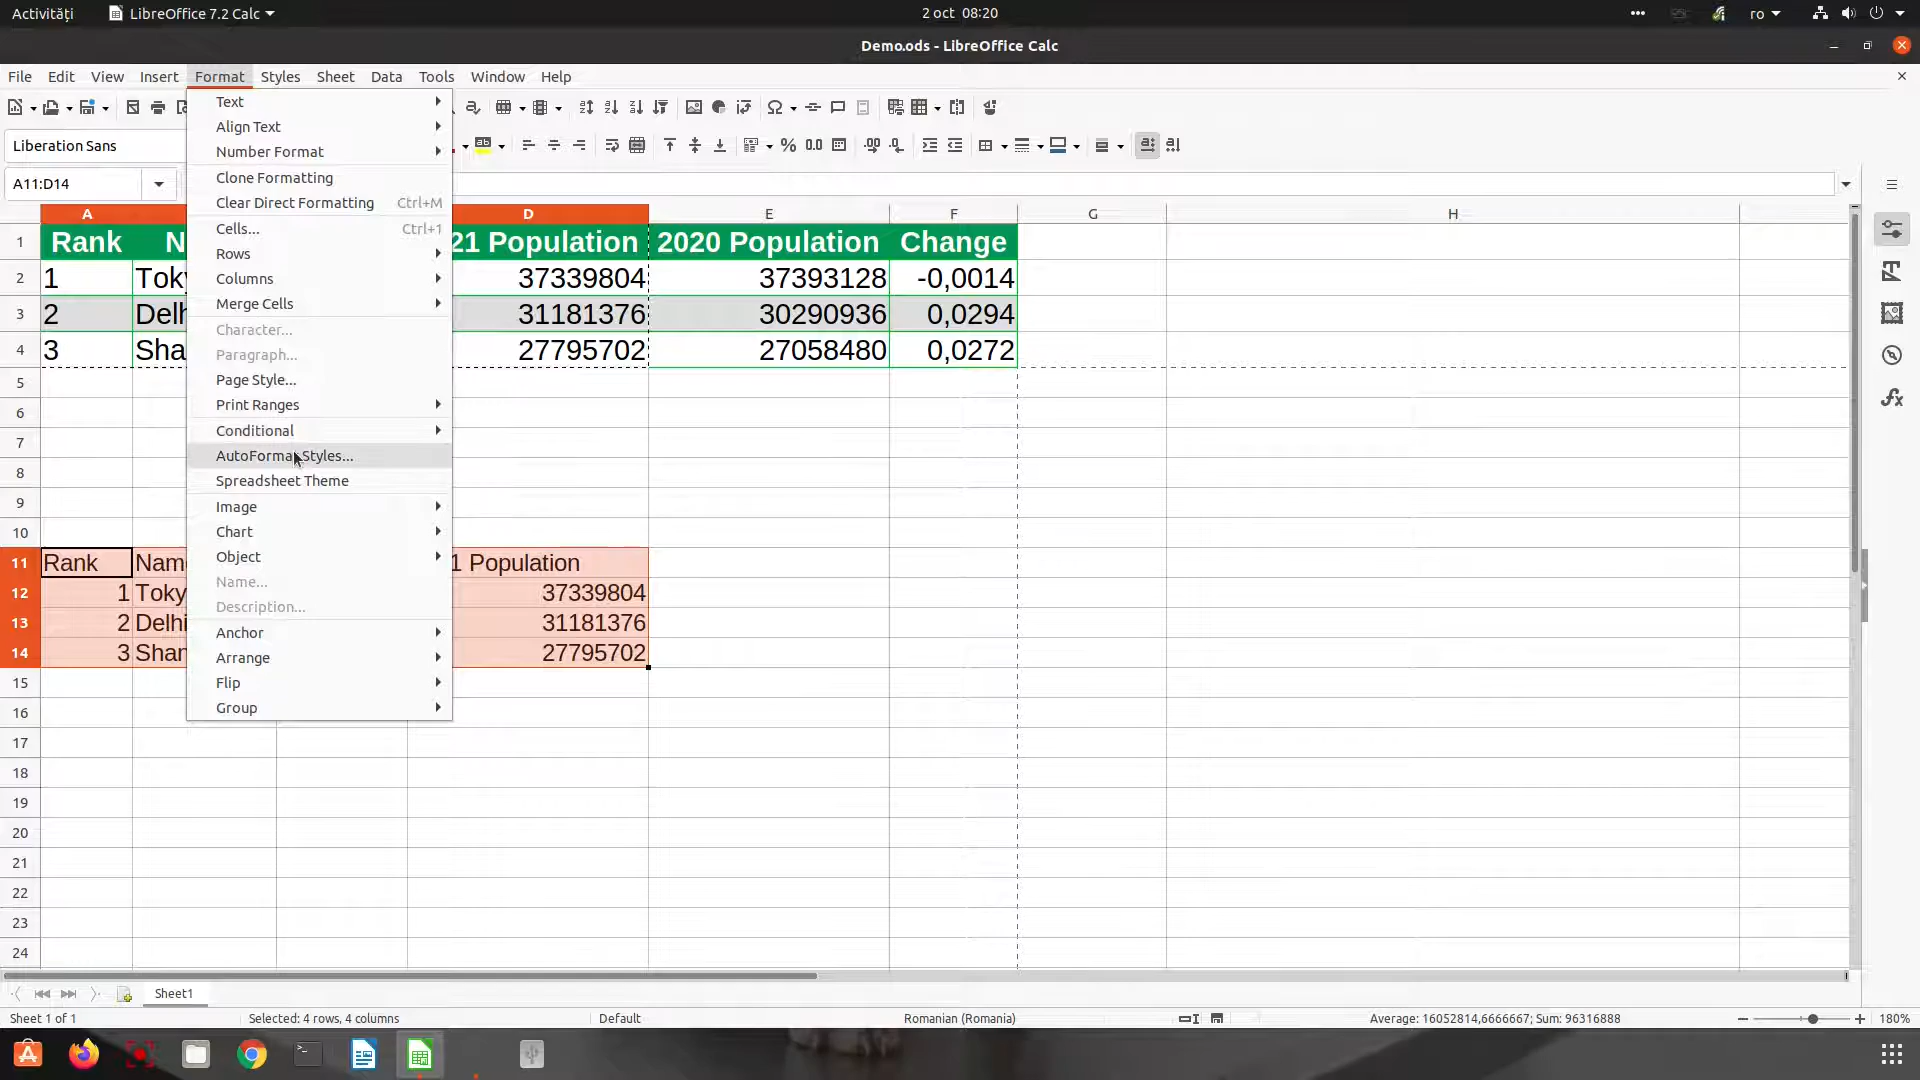 Activități LibreOffice 7.2 Calc 2 oct 08:20 ro
Demo.ods - LibreOffice Calc
File Edit View Insert Format Styles Sheet Data Tools Window Help
Liberation Sans
A11:D14
Text
Align Text
Number Format
Clone Formatting
Clear Direct Formatting Ctrl+M
Cells... Ctrl+1
Rows
Columns
Merge Cells
Character...
Paragraph...
Page Style...
Print Ranges
Conditional
AutoFormat Styles...
Spreadsheet Theme
Image
Chart
Object
Name...
Description...
Anchor
Arrange
Flip
Group
A D E F G H
1 Rank N 21 Population 2020 Population Change
2 1 Toky 37339804 37393128 -0,0014
3 2 Delh 31181376 30290936 0,0294
4 3 Sha 27795702 27058480 0,0272
5
6
7
8
9
10
11 Rank Name 1 Population
12 1 Toky 37339804
13 2 Delhi 31181376
14 3 Shan 27795702
15
16
17
18
19
20
21
22
23
24
Sheet1
Sheet 1 of 1 Selected: 4 rows, 4 columns Default Romanian (Romania) Average: 16052814,6666667; Sum: 96316888 180%